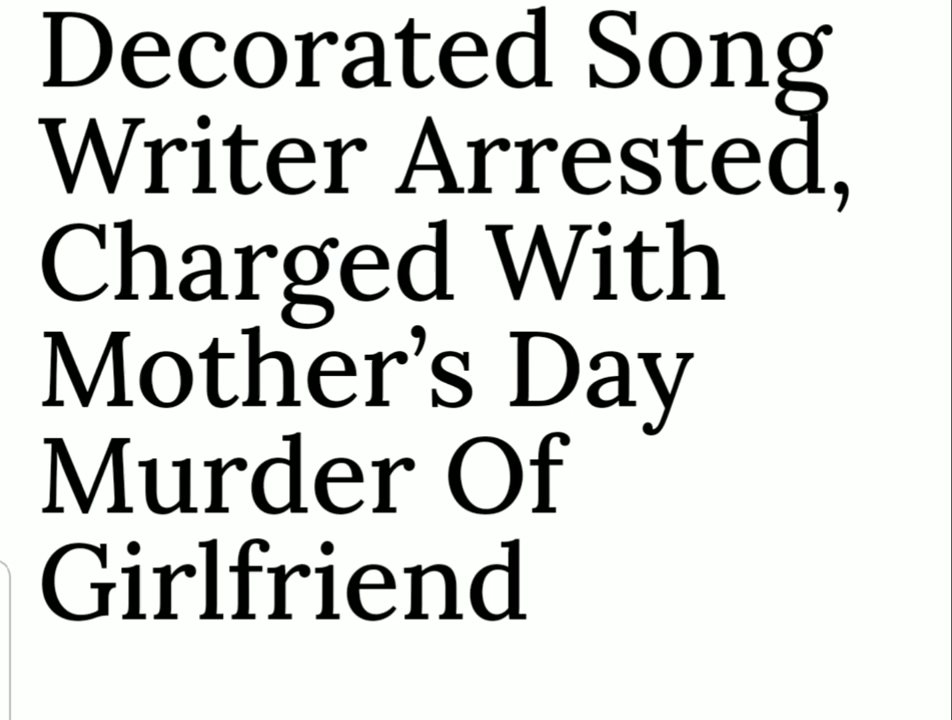 Decorated Song
Writer Arrested,
Charged With
Mother’s Day
Murder Of
Girlfriend